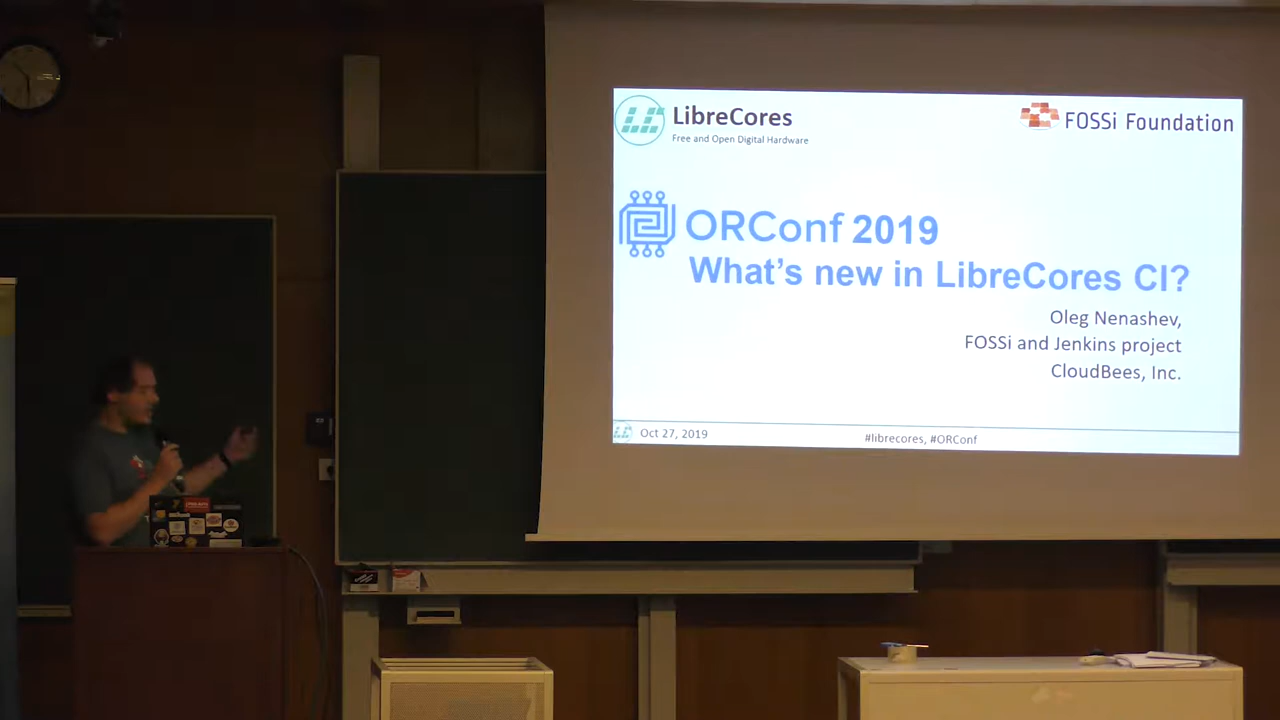 LibreCores
Free and Open Digital Hardware
FOSSi Foundation
ORConf 2019
What's new in LibreCores CI?
Oleg Nenashev,
FOSSi and Jenkins project
CloudBees, Inc.
Oct 27, 2019
#librecores, #ORConf